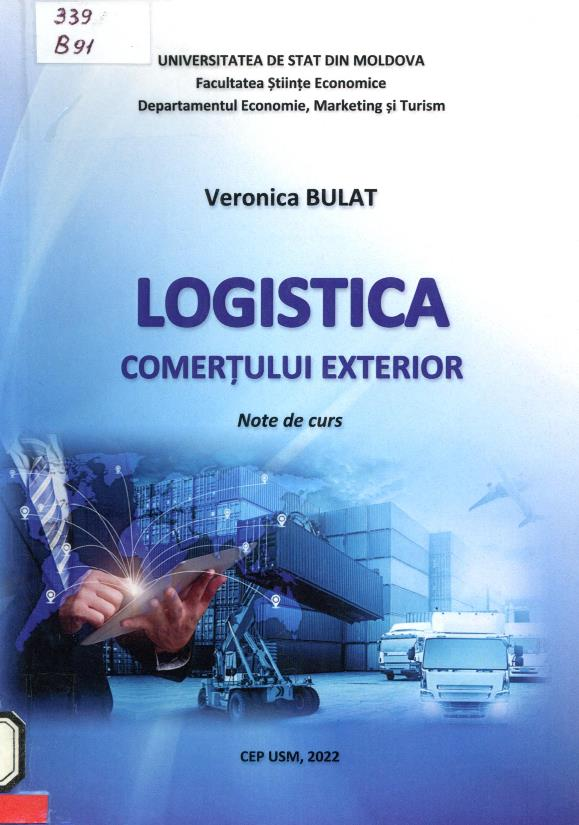 339
B91
UNIVERSITATEA DE STAT DIN MOLDOVA
Facultatea Științe Economice
Departamentul Economie, Marketing și Turism
Veronica BULAT
LOGISTICA
COMERȚULUI EXTERIOR
Note de curs
CEP USM, 2022